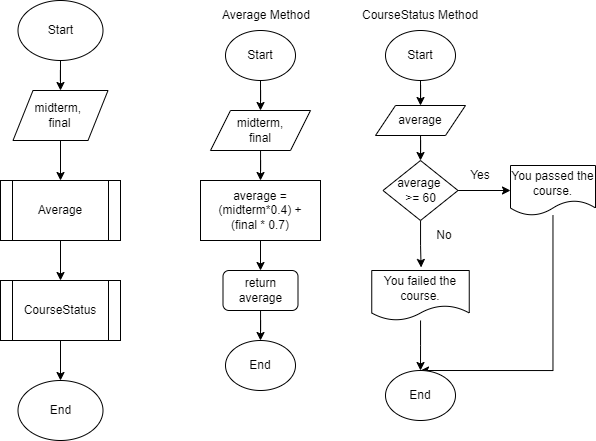 Start
midterm,
final
Average
CourseStatus
End
Average Method
Start
midterm,
final
average =
(midterm*0.4) +
(final * 0.7)
return
average
End
CourseStatus Method
Start
average
average
>= 60
Yes
You passed the
course.
No
You failed the
course.
End